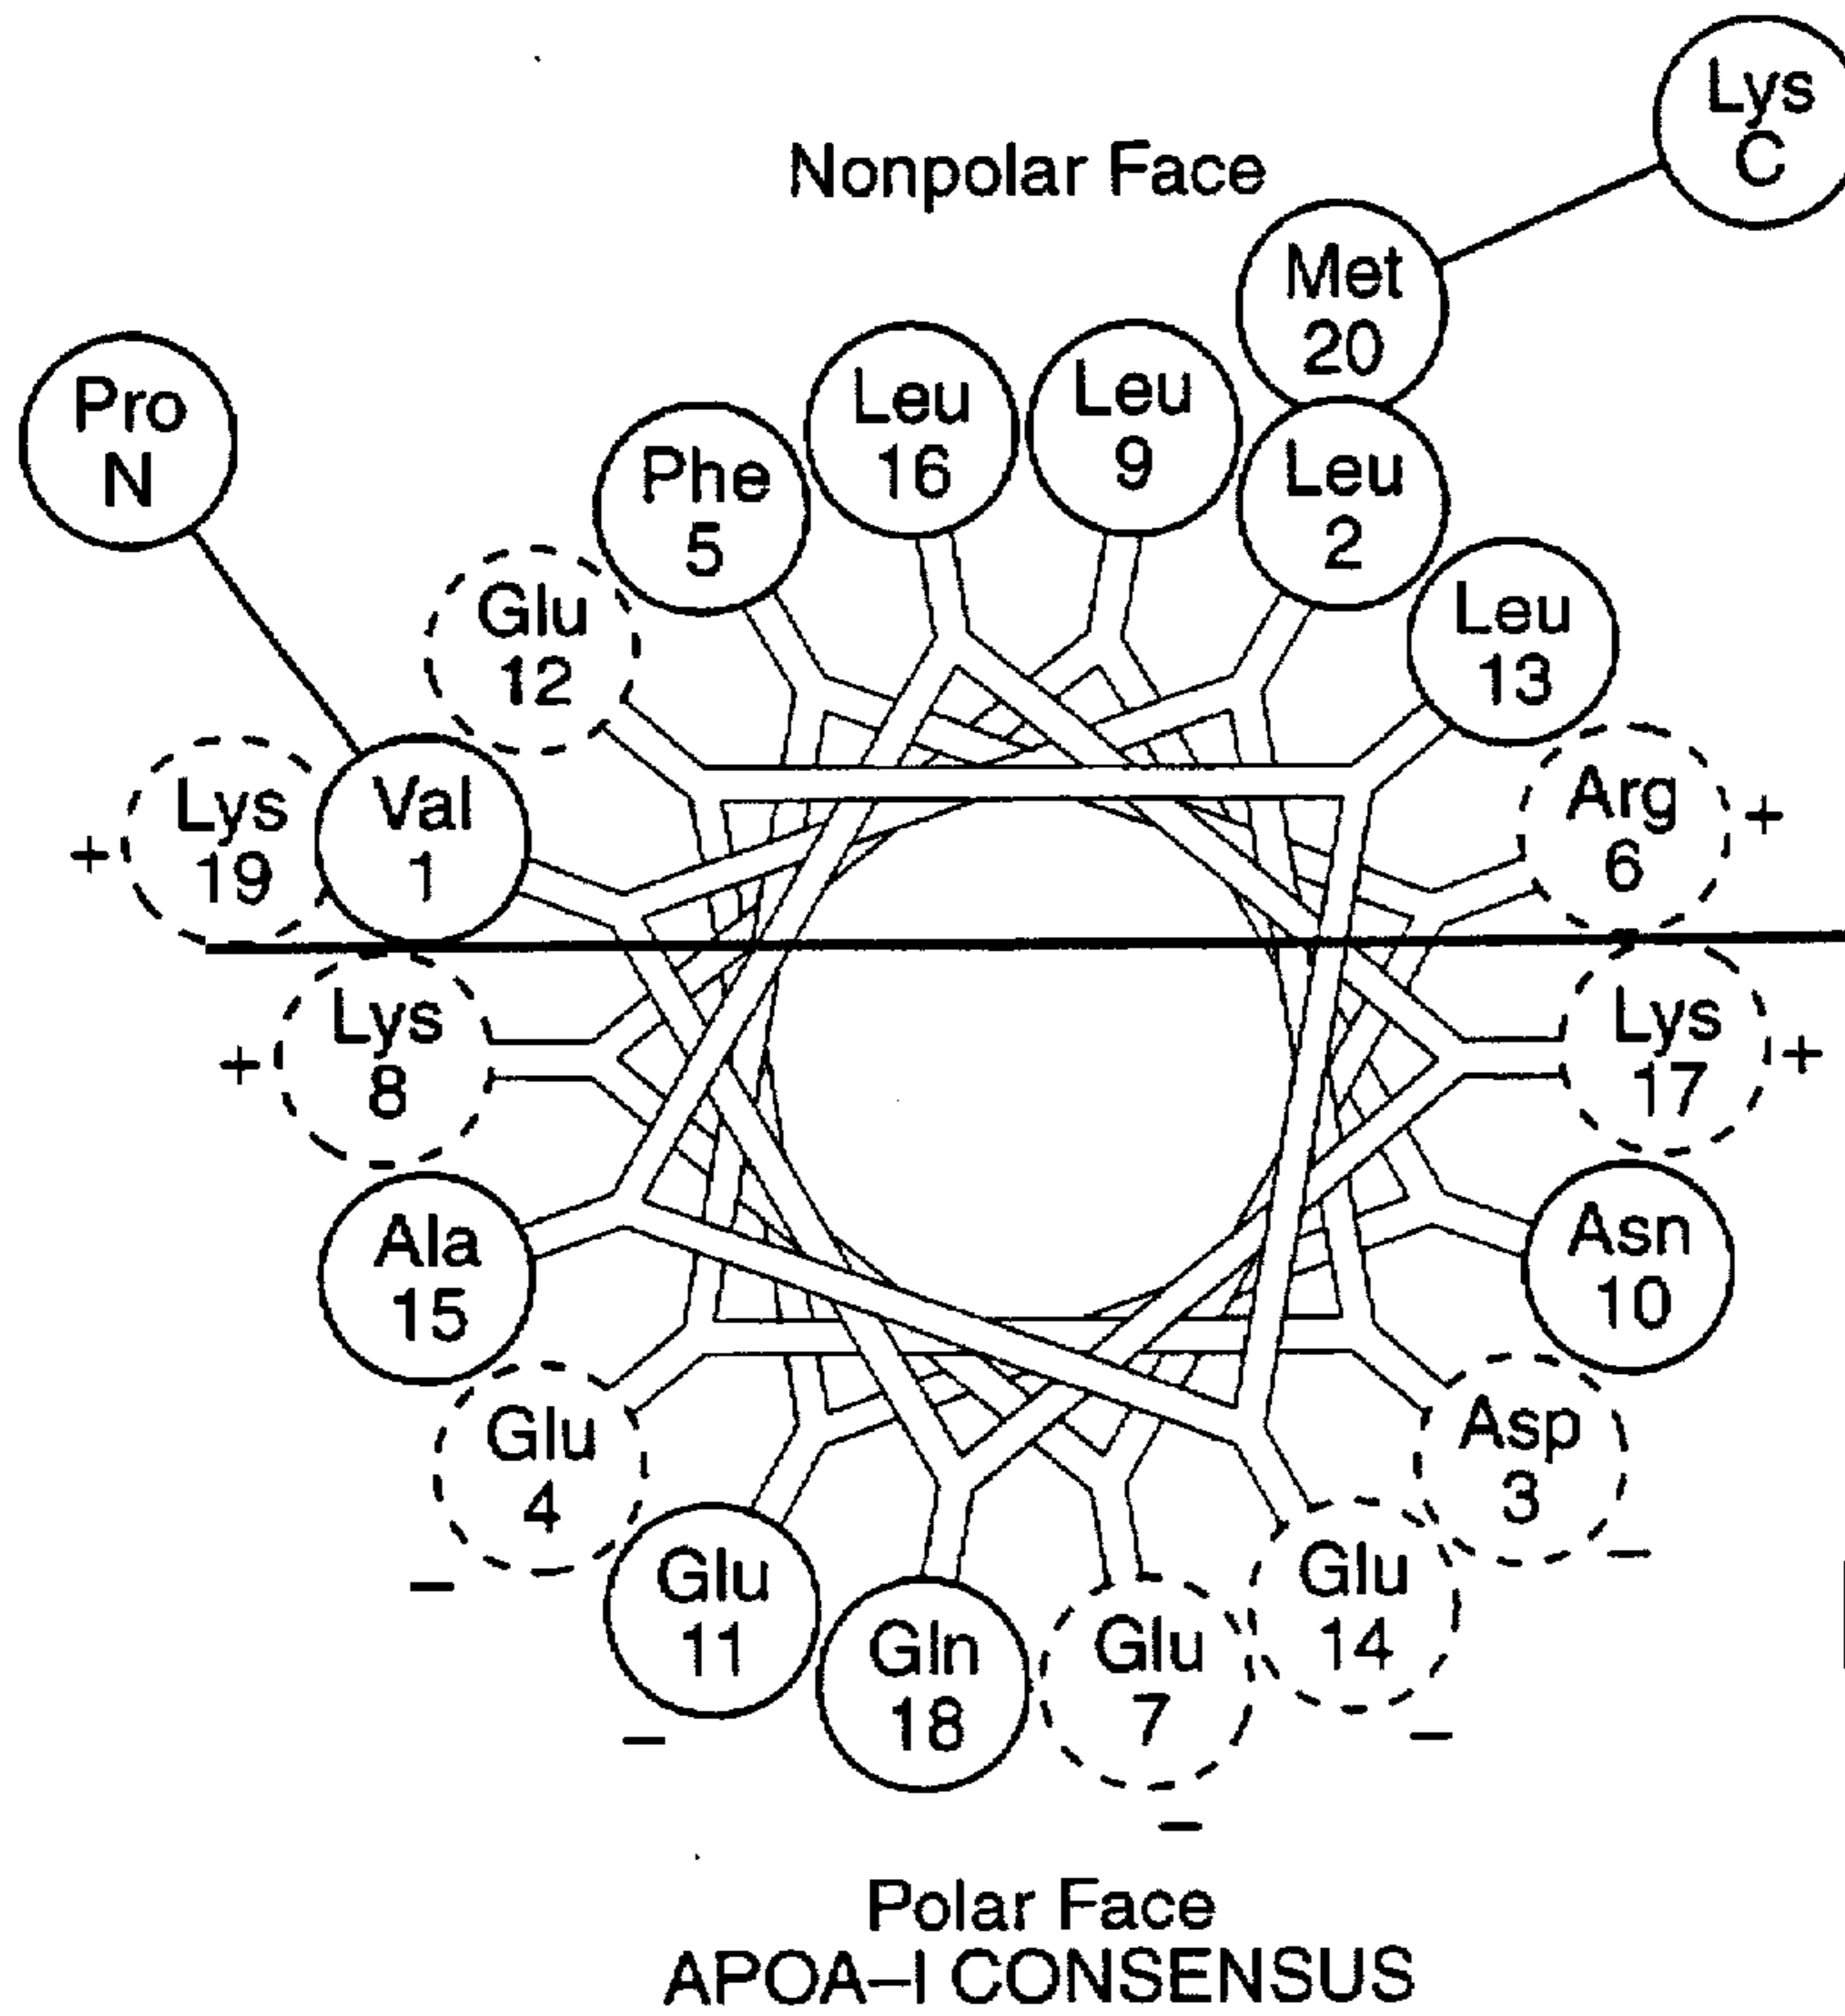 Lys
C
Nonpolar Face
Met
20
Pro
N
Leu
16
Leu
9
Phe
5
Leu
2
Glu
12
Leu
13
+
Lys
19
Val
1
Arg
6
+
+
Lys
8
Lys
17
+
Ala
15
Asn
10
Glu
4
−
Asp
3
−
Glu
11
−
Gln
18
Glu
7
−
Glu
14
−
Polar Face
APOA–I CONSENSUS